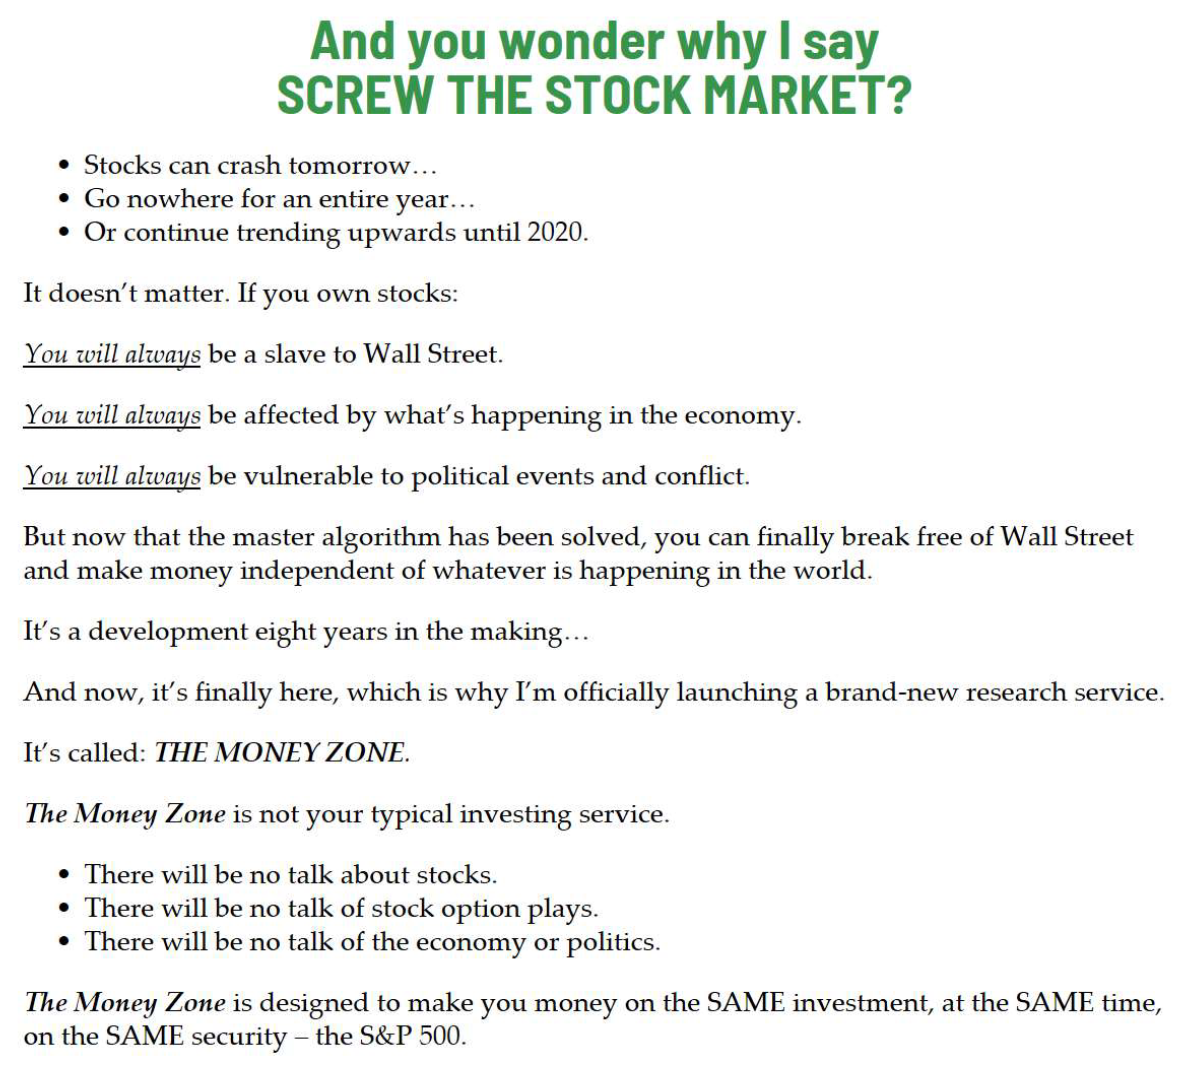 And you wonder why I say
SCREW THE STOCK MARKET?
• Stocks can crash tomorrow…
• Go nowhere for an entire year…
• Or continue trending upwards until 2020.
It doesn’t matter. If you own stocks:
You will always be a slave to Wall Street.
You will always be affected by what’s happening in the economy.
You will always be vulnerable to political events and conflict.
But now that the master algorithm has been solved, you can finally break free of Wall Street
and make money independent of whatever is happening in the world.
It’s a development eight years in the making…
And now, it’s finally here, which is why I’m officially launching a brand-new research service.
It’s called: THE MONEY ZONE.
The Money Zone is not your typical investing service.
• There will be no talk about stocks.
• There will be no talk of stock option plays.
• There will be no talk of the economy or politics.
The Money Zone is designed to make you money on the SAME investment, at the SAME time,
on the SAME security – the S&P 500.